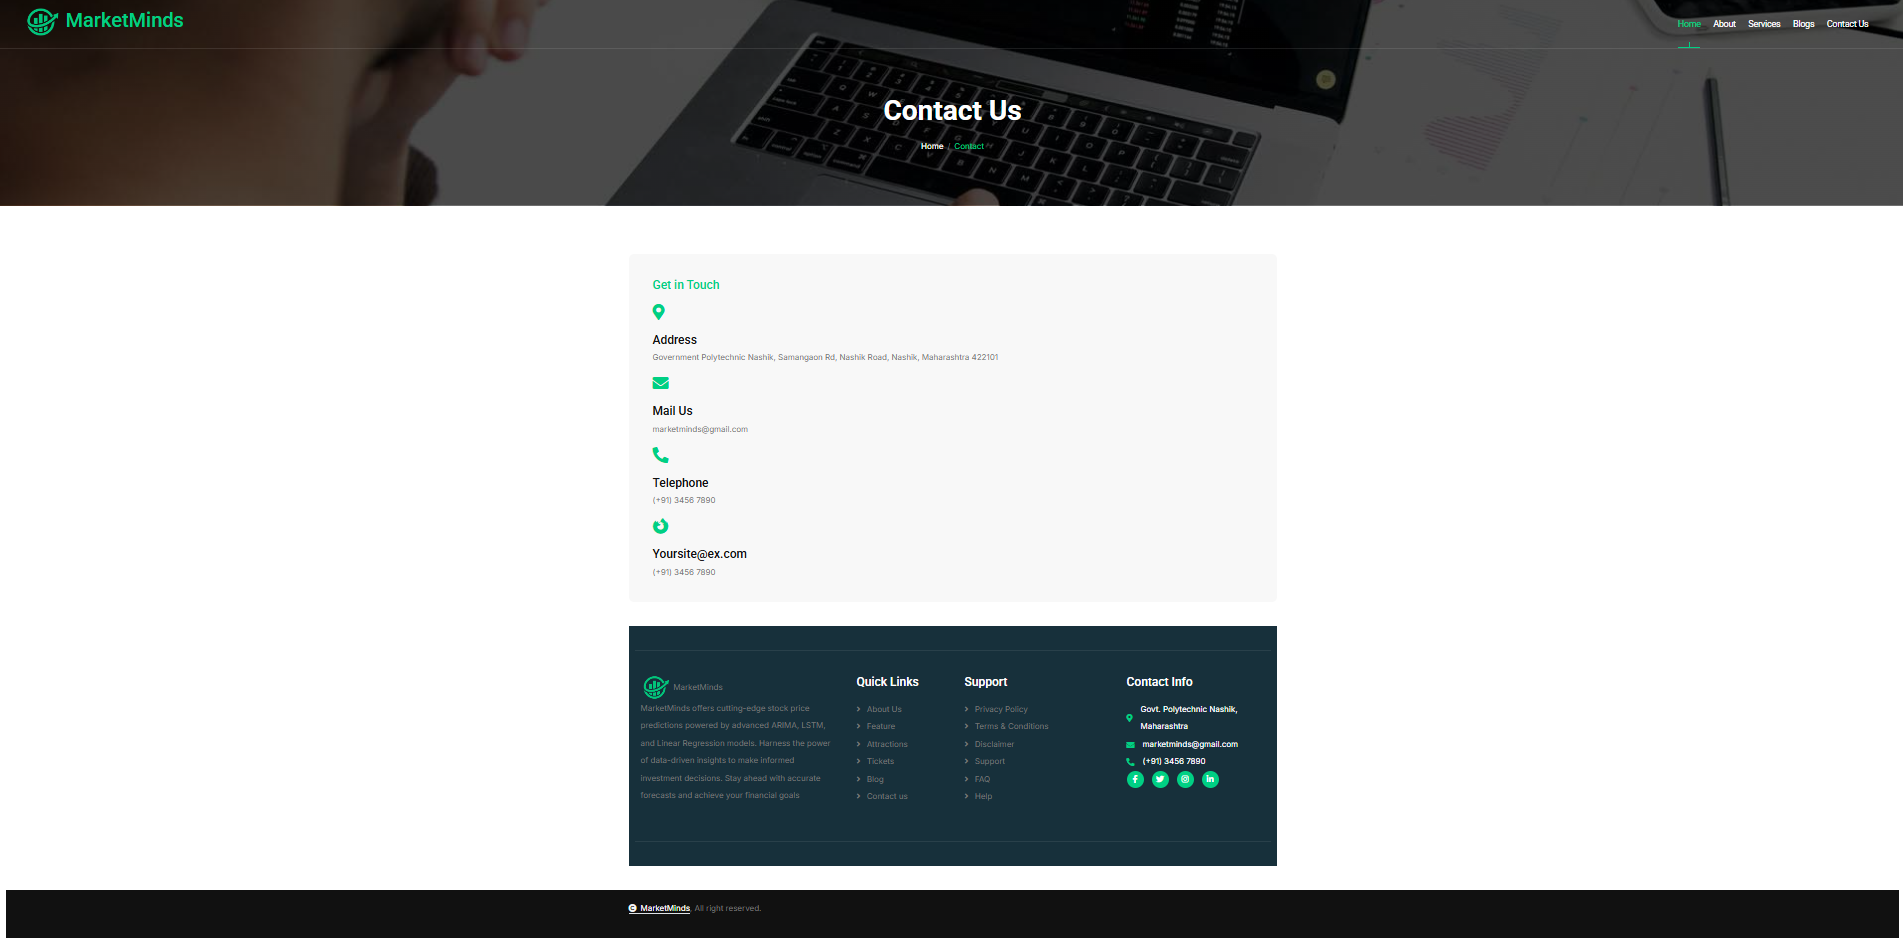 MarketMinds
Home About Services Blogs Contact Us
Contact Us
Home / Contact
Get in Touch
Address
Government Polytechnic Nashik, Samangaon Rd, Nashik Road, Nashik, Maharashtra 422101
Mail Us
marketminds@gmail.com
Telephone
(+91) 3456 7890
Yoursite@ex.com
(+91) 3456 7890
MarketMinds
MarketMinds offers cutting-edge stock price
predictions powered by advanced ARIMA, LSTM,
and Linear Regression models. Harness the power
of data-driven insights to make informed
investment decisions. Stay ahead with accurate
forecasts and achieve your financial goals
Quick Links
About Us
Feature
Attractions
Tickets
Blog
Contact us
Support
Privacy Policy
Terms & Conditions
Disclaimer
Support
FAQ
Help
Contact Info
Govt. Polytechnic Nashik,
Maharashtra
marketminds@gmail.com
(+91) 3456 7890
MarketMinds, All right reserved.